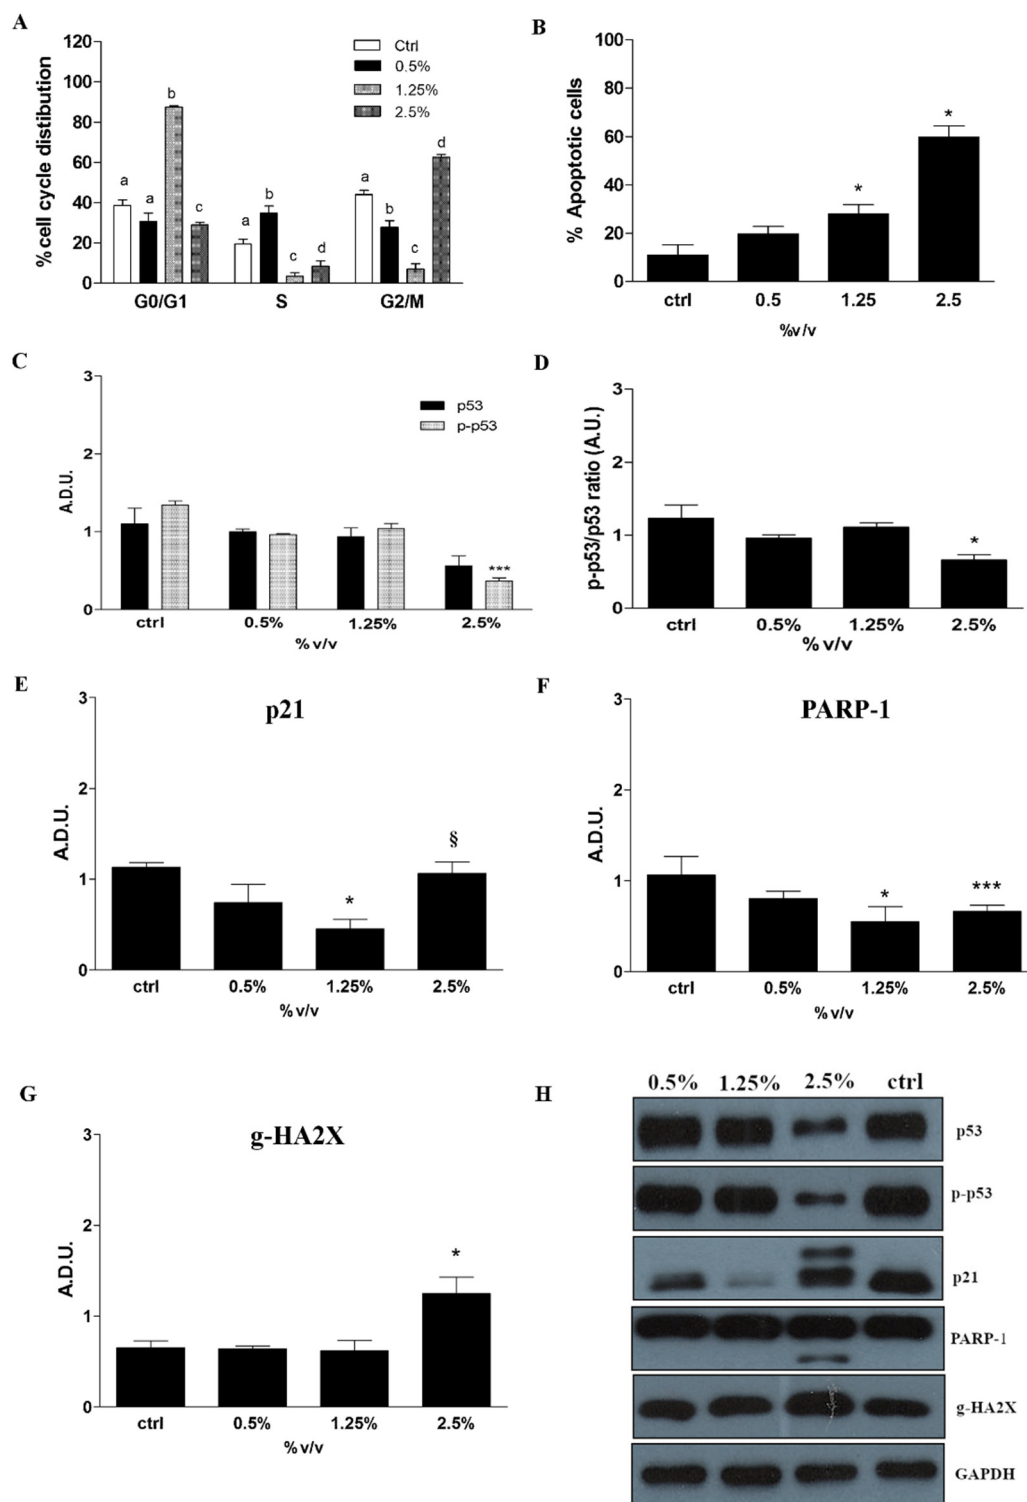 A
%cell cycle distibution
120
100
80
60
40
20
0
Ctrl
0.5%
1.25%
2.5%
a
a
b
c
a
b
c
d
a
b
c
d
G0/G1
S
G2/M
B
% Apoptotic cells
100
80
60
40
20
0
*
*
ctrl
0.5
1.25
2.5
%v/v
C
A.D.U.
3
2
1
0
p53
p-p53
***
ctrl
0.5%
1.25%
2.5%
% v/v
D
p-p53/p53 ratio (A.U.)
3
2
1
0
*
ctrl
0.5%
1.25%
2.5%
% v/v
E
p21
A.D.U.
3
2
1
0
*
§
ctrl
0.5%
1.25%
2.5%
% v/v
F
PARP-1
A.D.U.
3
2
1
0
*
***
ctrl
0.5%
1.25%
2.5%
% v/v
G
g-HA2X
A.D.U.
3
2
1
0
*
ctrl
0.5%
1.25%
2.5%
% v/v
H
0.5% 1.25% 2.5% ctrl
p53
p-p53
p21
PARP-1
g-HA2X
GAPDH